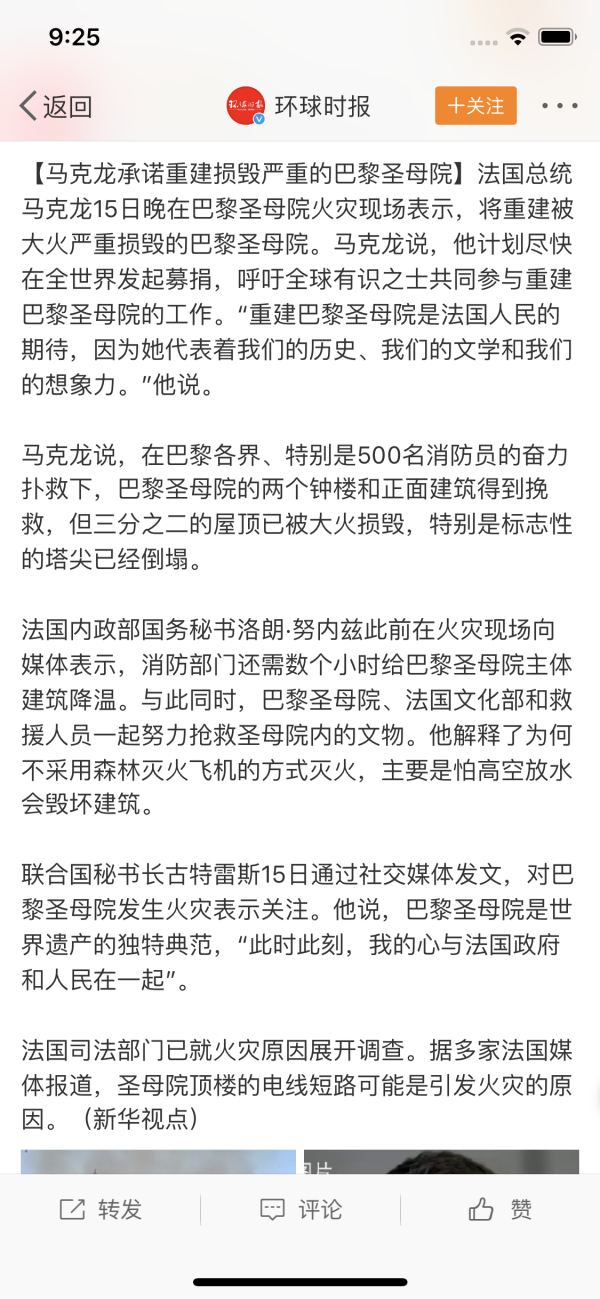 9:25
返回
环球时报
环球时报
十关注
【马克龙承诺重建损毁严重的巴黎圣母院】法国总统
马克龙15日晚在巴黎圣母院火灾现场表示，将重建被
大火严重损毁的巴黎圣母院。马克龙说，他计划尽快
在全世界发起募捐，呼吁全球有识之士共同参与重建
巴黎圣母院的工作。“重建巴黎圣母院是法国人民的
期待，因为她代表着我们的历史、我们的文学和我们
的想象力。”他说。
马克龙说，在巴黎各界、特别是500名消防员的奋力
扑救下，巴黎圣母院的两个钟楼和正面建筑得到挽
救，但三分之二的屋顶已被大火损毁，特别是标志性
的塔尖已经倒塌。
法国内政部国务秘书洛朗·努内兹此前在火灾现场向
媒体表示，消防部门还需数个小时给巴黎圣母院主体
建筑降温。与此同时，巴黎圣母院、法国文化部和救
援人员一起努力抢救圣母院内的文物。他解释了为何
不采用森林灭火飞机的方式灭火，主要是怕高空放水
会毁坏建筑。
联合国秘书长古特雷斯15日通过社交媒体发文，对巴
黎圣母院发生火灾表示关注。他说，巴黎圣母院是世
界遗产的独特典范，“此时此刻，我的心与法国政府
和人民在一起”。
法国司法部门已就火灾原因展开调查。据多家法国媒
体报道，圣母院顶楼的电线短路可能是引发火灾的原
因。（新华视点）
图片
转发
评论
赞